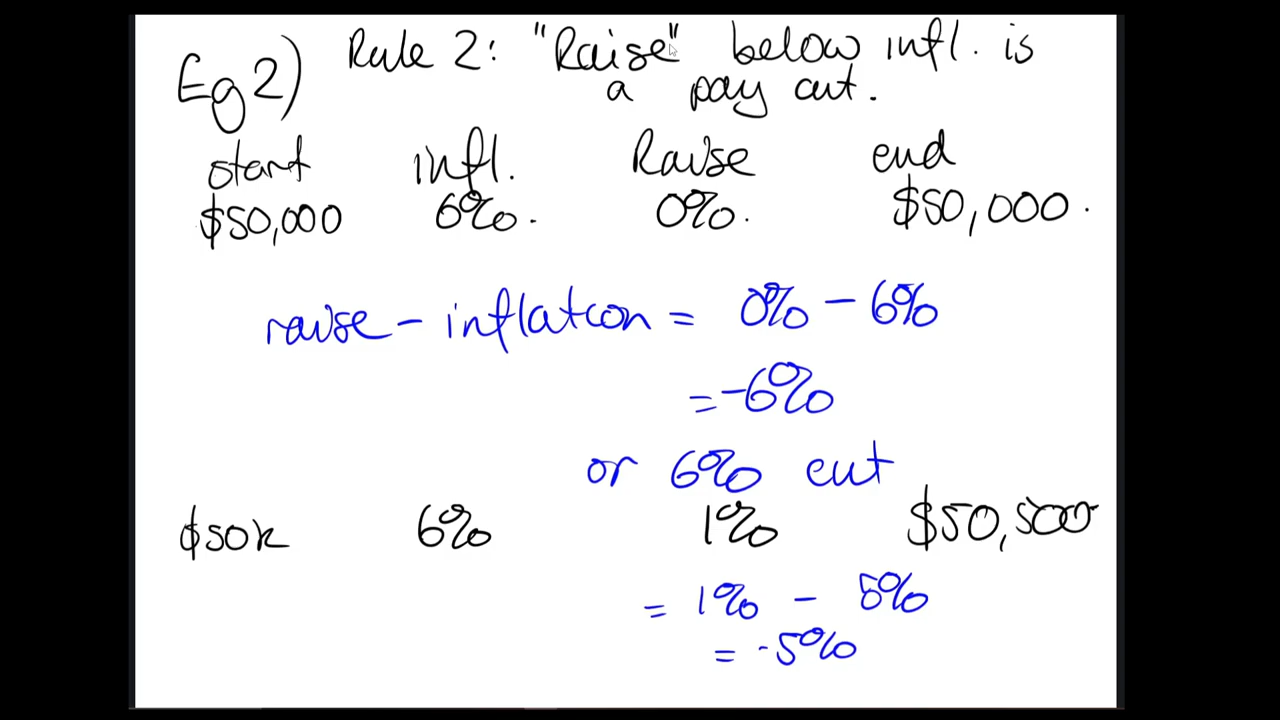 Eg 2) Rule 2: "Raise" below infl. is
a pay cut.
start infl. Raise end
$50,000 6%. 0%. $50,000.
raise - inflation = 0% - 6%
= -6%
or 6% cut
$50k 6% 1% $50,500
= 1% - 6%
= -5%